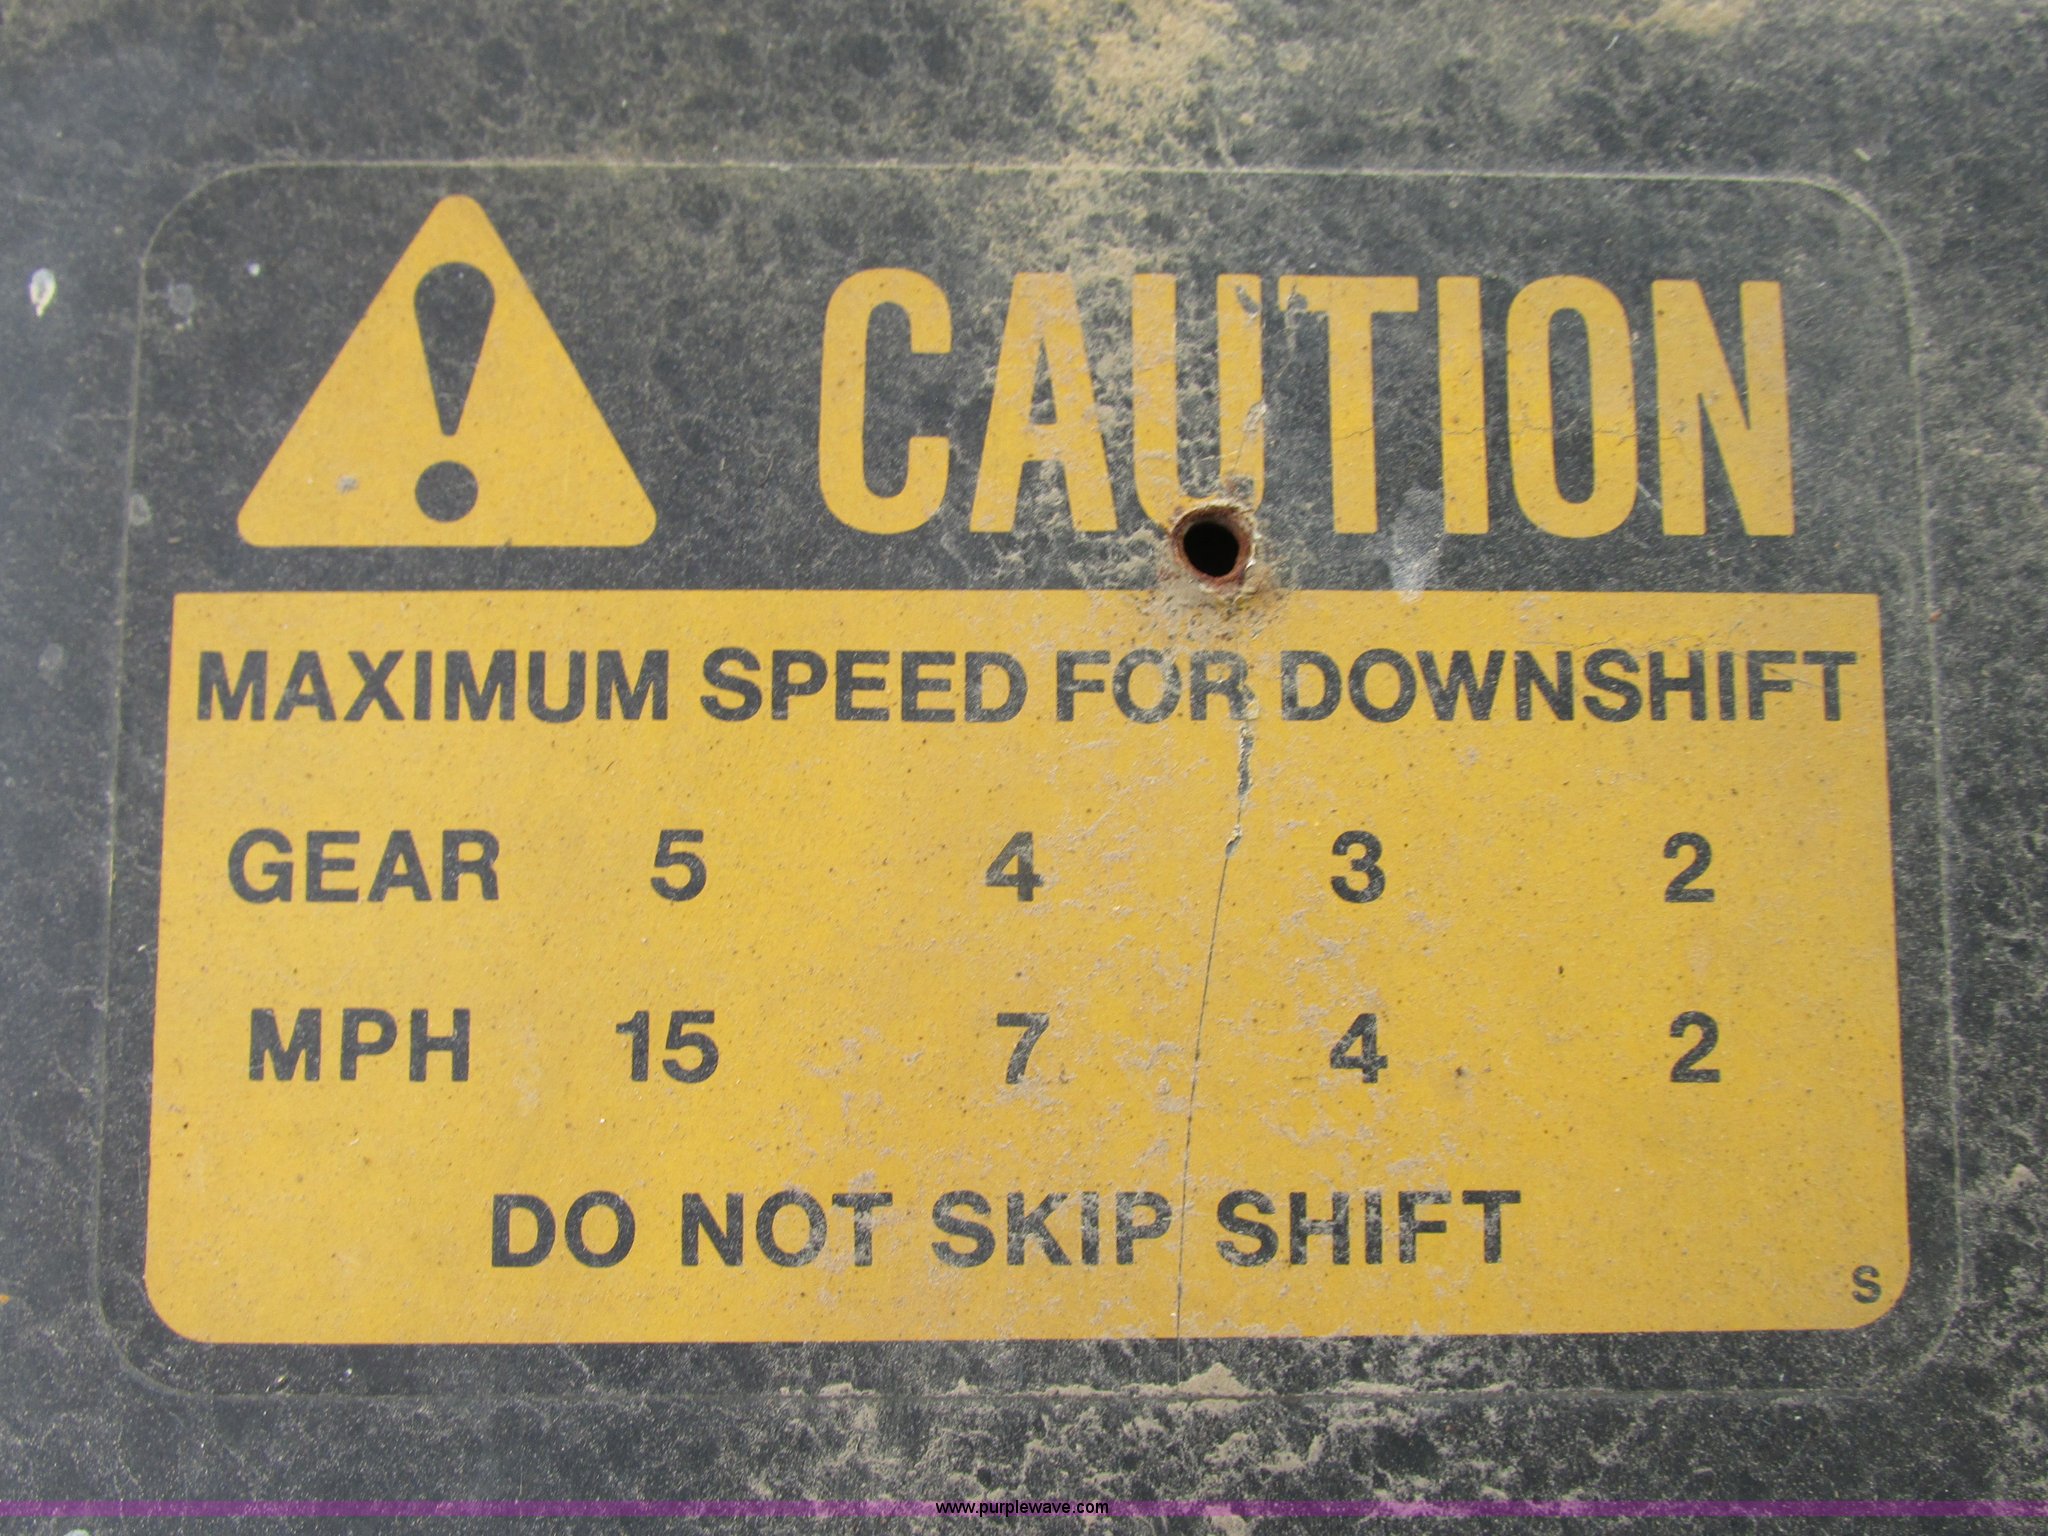 CAUTION
MAXIMUM SPEED FOR DOWNSHIFT
GEAR 5 4 3 2
MPH 15 7 4 2
DO NOT SKIP SHIFT
S
www.purplewave.com